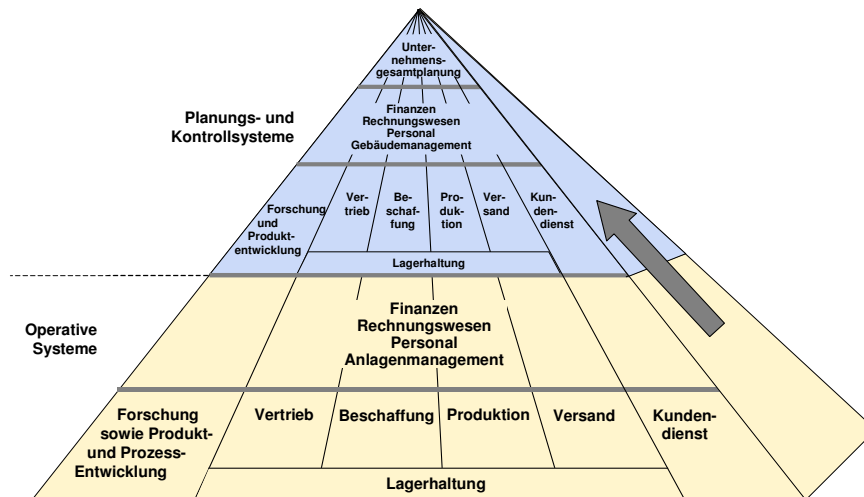 Unter-
nehmens-
gesamtplanung
Planungs- und
Kontrollsysteme
Finanzen
Rechnungswesen
Personal
Gebäudemanagement
Forschung
und
Produkt-
entwicklung
Ver-
trieb
Be-
schaf-
fung
Pro-
duk-
tion
Ver-
sand
Kun-
den-
dienst
Lagerhaltung
Operative
Systeme
Finanzen
Rechnungswesen
Personal
Anlagenmanagement
Forschung
sowie Produkt-
und Prozess-
Entwicklung
Vertrieb
Beschaffung
Produktion
Versand
Kunden-
dienst
Lagerhaltung